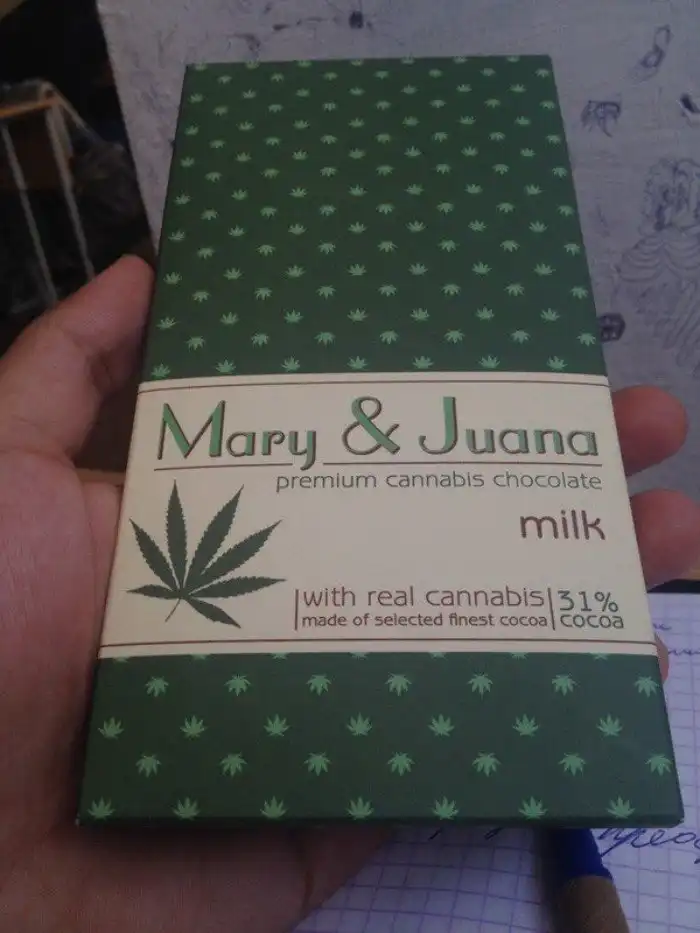 Mary & Juana
premium cannabis chocolate
milk
with real cannabis
made of selected finest cocoa
31%
cocoa